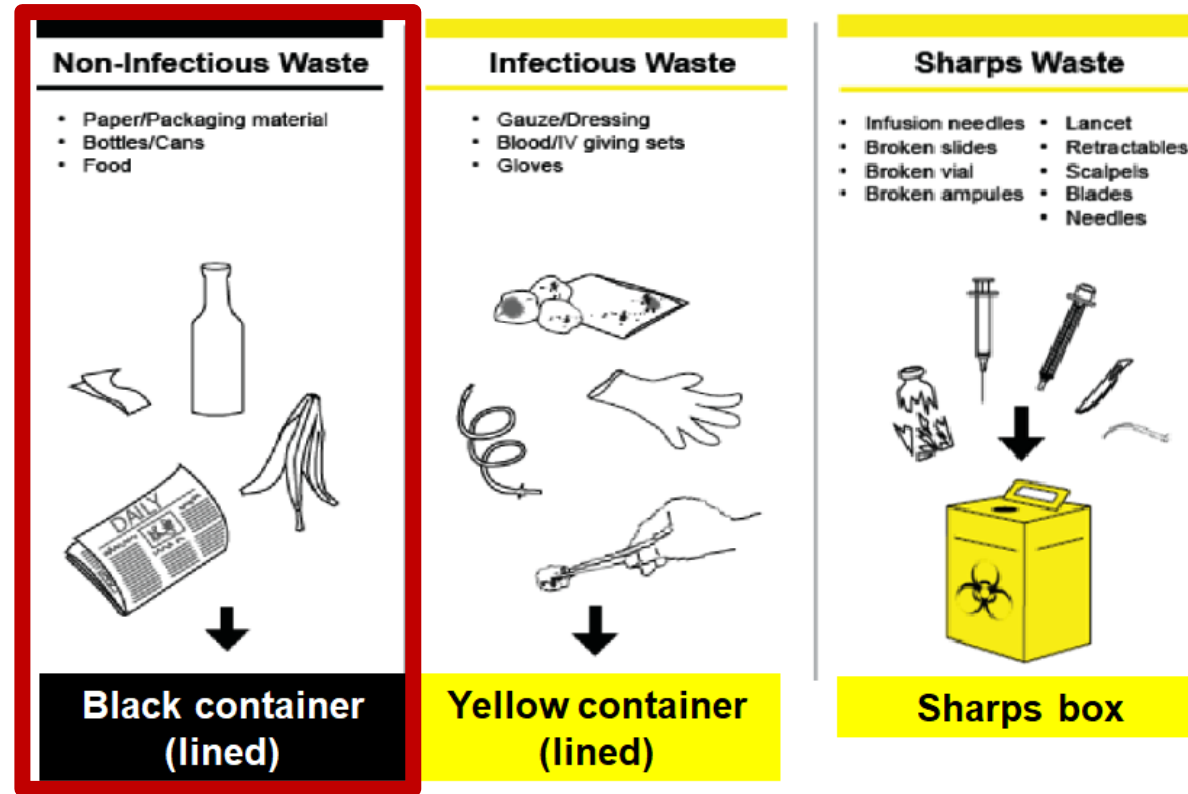 Non-Infectious Waste
• Paper/Packaging material
• Bottles/Cans
• Food
DAILY
Black container
(lined)
Infectious Waste
• Gauze/Dressing
• Blood/IV giving sets
• Gloves
Yellow container
(lined)
Sharps Waste
• Infusion needles
• Broken slides
• Broken vial
• Broken ampules
• Lancet
• Retractables
• Scalpels
• Blades
• Needles
Sharps box